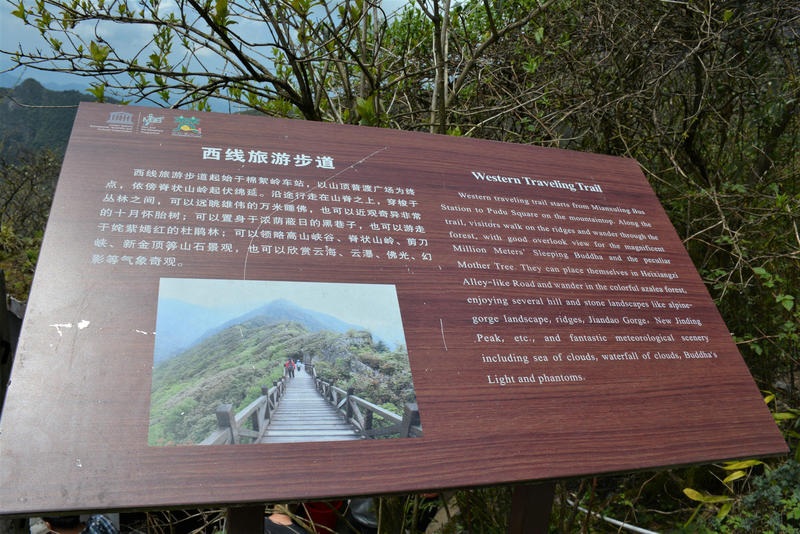 西线旅游步道
西线旅游步道起始于棉絮岭车站,以山顶普渡广场为终
点,依傍脊状山岭起伏绵延。沿途行走在山脊之上,穿梭于
丛林之间,可以远眺雄伟的万米睡佛,也可以近观奇异非常
的十月怀胎树;可以置身于浓荫蔽日的黑巷子,也可以游走
于姹紫嫣红的杜鹃林;可以领略高山峡谷、脊状山岭、剪刀
峡、新金顶等山石景观,也可以欣赏云海、云瀑、佛光、幻
影等气象奇观。
Western Traveling Trail
Western traveling trail starts from Mianxuling Bus
Station to Pudu Square on the mountaintop. Along the
trail, visitors walk on the ridges and wander through the
forest, with good overlook view for the magnificent
Million Meters' Sleeping Buddha and the peculiar
Mother Tree. They can place themselves in Heixiangzi
Alley-like Road and wander in the colorful azalea forest,
enjoying several hill and stone landscapes like alpine-
gorge landscape, ridges, Jiandao Gorge, New Jinding
Peak, etc., and fantastic meteorological scenery
including sea of clouds, waterfall of clouds, Buddha's
Light and phantoms.